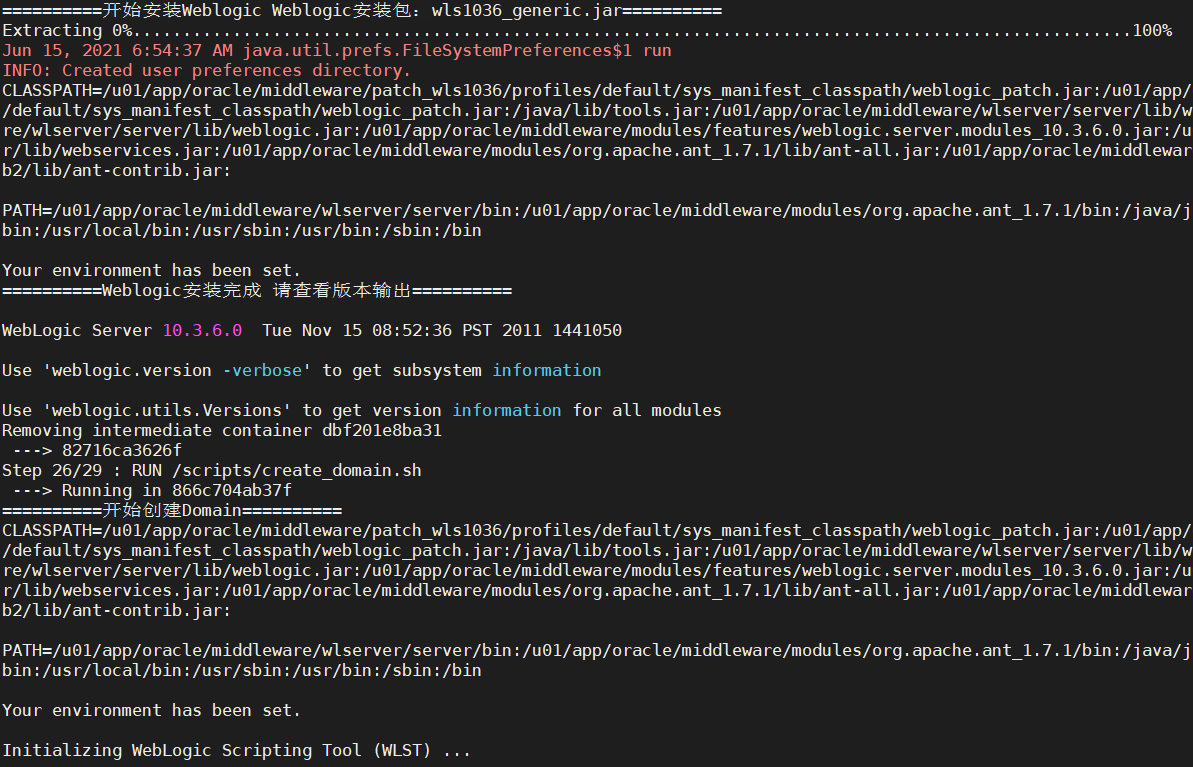 ==========开始安装Weblogic Weblogic安装包：wls1036_generic.jar==========
Extracting 0%....................................................................................................100%
Jun 15, 2021 6:54:37 AM java.util.prefs.FileSystemPreferences$1 run
INFO: Created user preferences directory.
CLASSPATH=/u01/app/oracle/middleware/patch_wls1036/profiles/default/sys_manifest_classpath/weblogic_patch.jar:/u01/app/
/default/sys_manifest_classpath/weblogic_patch.jar:/java/lib/tools.jar:/u01/app/oracle/middleware/wlserver/server/lib/w
re/wlserver/server/lib/weblogic.jar:/u01/app/oracle/middleware/modules/features/weblogic.server.modules_10.3.6.0.jar:/u
r/lib/webservices.jar:/u01/app/oracle/middleware/modules/org.apache.ant_1.7.1/lib/ant-all.jar:/u01/app/oracle/middlewar
b2/lib/ant-contrib.jar:
PATH=/u01/app/oracle/middleware/wlserver/server/bin:/u01/app/oracle/middleware/modules/org.apache.ant_1.7.1/bin:/java/j
bin:/usr/local/bin:/usr/sbin:/usr/bin:/sbin:/bin
Your environment has been set.
==========Weblogic安装完成 请查看版本输出==========
WebLogic Server 10.3.6.0  Tue Nov 15 08:52:36 PST 2011 1441050
Use 'weblogic.version -verbose' to get subsystem information
Use 'weblogic.utils.Versions' to get version information for all modules
Removing intermediate container dbf201e8ba31
 ---> 82716ca3626f
Step 26/29 : RUN /scripts/create_domain.sh
 ---> Running in 866c704ab37f
==========开始创建Domain==========
CLASSPATH=/u01/app/oracle/middleware/patch_wls1036/profiles/default/sys_manifest_classpath/weblogic_patch.jar:/u01/app/
/default/sys_manifest_classpath/weblogic_patch.jar:/java/lib/tools.jar:/u01/app/oracle/middleware/wlserver/server/lib/w
re/wlserver/server/lib/weblogic.jar:/u01/app/oracle/middleware/modules/features/weblogic.server.modules_10.3.6.0.jar:/u
r/lib/webservices.jar:/u01/app/oracle/middleware/modules/org.apache.ant_1.7.1/lib/ant-all.jar:/u01/app/oracle/middlewar
b2/lib/ant-contrib.jar:
PATH=/u01/app/oracle/middleware/wlserver/server/bin:/u01/app/oracle/middleware/modules/org.apache.ant_1.7.1/bin:/java/j
bin:/usr/local/bin:/usr/sbin:/usr/bin:/sbin:/bin
Your environment has been set.
Initializing WebLogic Scripting Tool (WLST) ...